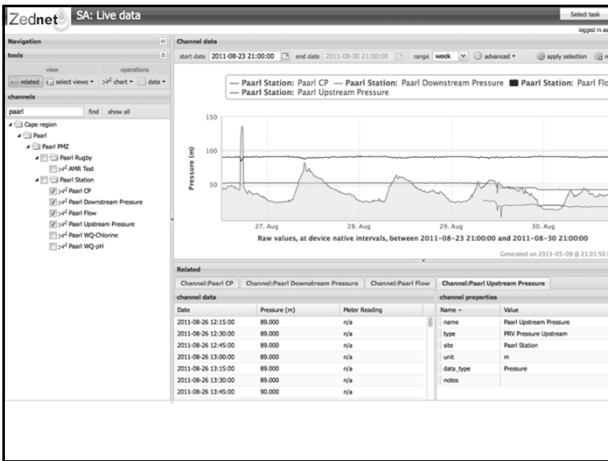 Zednet SA: Live data
Select task
logged in as
Navigation
tools
view operations
related select views chart data
channels
paarl find show all
Cape region
Paarl
Paarl PMZ
Paarl Rugby
AMR Test
Paarl Station
Paarl CP
Paarl Downstream Pressure
Paarl Flow
Paarl Upstream Pressure
Paarl WQ-Chlorine
Paarl WQ-pH
Channel data
start date 2011-08-23 21:00:00 end date 2011-08-30 21:00:00 range week advanced apply selection
Paarl Station: Paarl CP Paarl Station: Paarl Downstream Pressure Paarl Station: Paarl Flo
Paarl Station: Paarl Upstream Pressure
Pressure (m)
150
100
50
27. Aug 28. Aug 29. Aug 30. Aug
Raw values, at device native intervals, between 2011-08-23 21:00:00 and 2011-08-30 21:00:00
Generated on 2013-05-09 @ 21:01:50
Related
Channel:Paarl CP Channel:Paarl Downstream Pressure Channel:Paarl Flow Channel:Paarl Upstream Pressure
channel data
Date Pressure (m) Meter Reading
2011-08-26 12:15:00 89.000 n/a
2011-08-26 12:30:00 89.000 n/a
2011-08-26 12:45:00 89.000 n/a
2011-08-26 13:00:00 89.000 n/a
2011-08-26 13:15:00 89.000 n/a
2011-08-26 13:30:00 89.000 n/a
2011-08-26 13:45:00 90.000 n/a
channel properties
Name Value
name Paarl Upstream Pressure
type PRV Pressure Upstream
site Paarl Station
unit m
data_type Pressure
notes